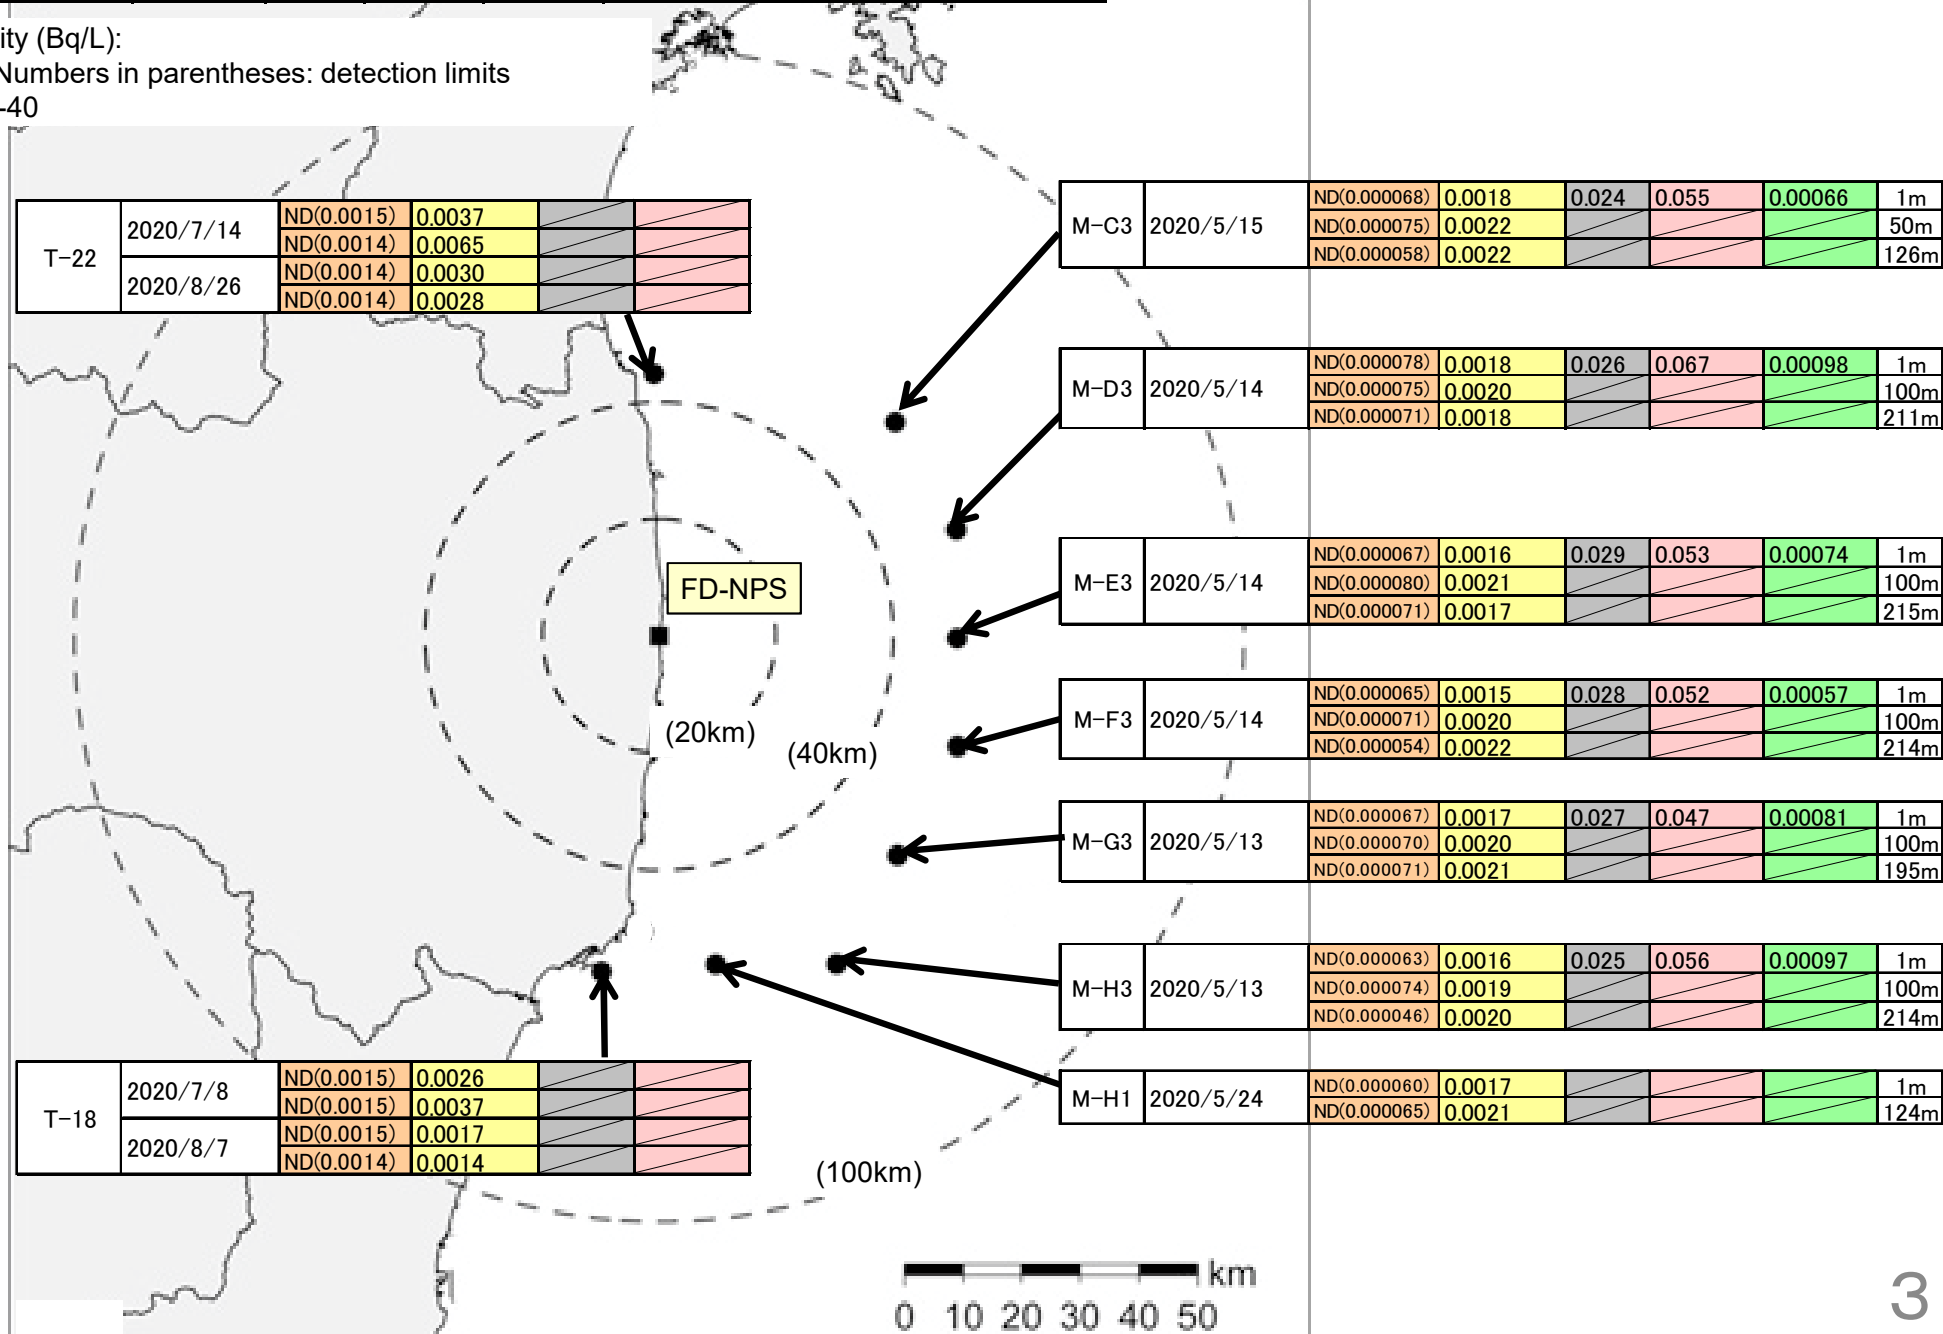 ity (Bq/L):
Numbers in parentheses: detection limits
-40
T-22
2020/7/14
ND(0.0015) 0.0037
ND(0.0014) 0.0065
2020/8/26
ND(0.0014) 0.0030
ND(0.0014) 0.0028
M-C3 2020/5/15
ND(0.000068) 0.0018 0.024 0.055 0.00066 1m
ND(0.000075) 0.0022 50m
ND(0.000058) 0.0022 126m
M-D3 2020/5/14
ND(0.000078) 0.0018 0.026 0.067 0.00098 1m
ND(0.000075) 0.0020 100m
ND(0.000071) 0.0018 211m
M-E3 2020/5/14
ND(0.000067) 0.0016 0.029 0.053 0.00074 1m
ND(0.000080) 0.0021 100m
ND(0.000071) 0.0017 215m
FD-NPS
(20km)
(40km)
M-F3 2020/5/14
ND(0.000065) 0.0015 0.028 0.052 0.00057 1m
ND(0.000071) 0.0020 100m
ND(0.000054) 0.0022 214m
M-G3 2020/5/13
ND(0.000067) 0.0017 0.027 0.047 0.00081 1m
ND(0.000070) 0.0020 100m
ND(0.000071) 0.0021 195m
M-H3 2020/5/13
ND(0.000063) 0.0016 0.025 0.056 0.00097 1m
ND(0.000074) 0.0019 100m
ND(0.000046) 0.0020 214m
M-H1 2020/5/24
ND(0.000060) 0.0017 1m
ND(0.000065) 0.0021 124m
T-18
2020/7/8
ND(0.0015) 0.0026
ND(0.0015) 0.0037
2020/8/7
ND(0.0015) 0.0017
ND(0.0014) 0.0014
(100km)
km
0 10 20 30 40 50
3